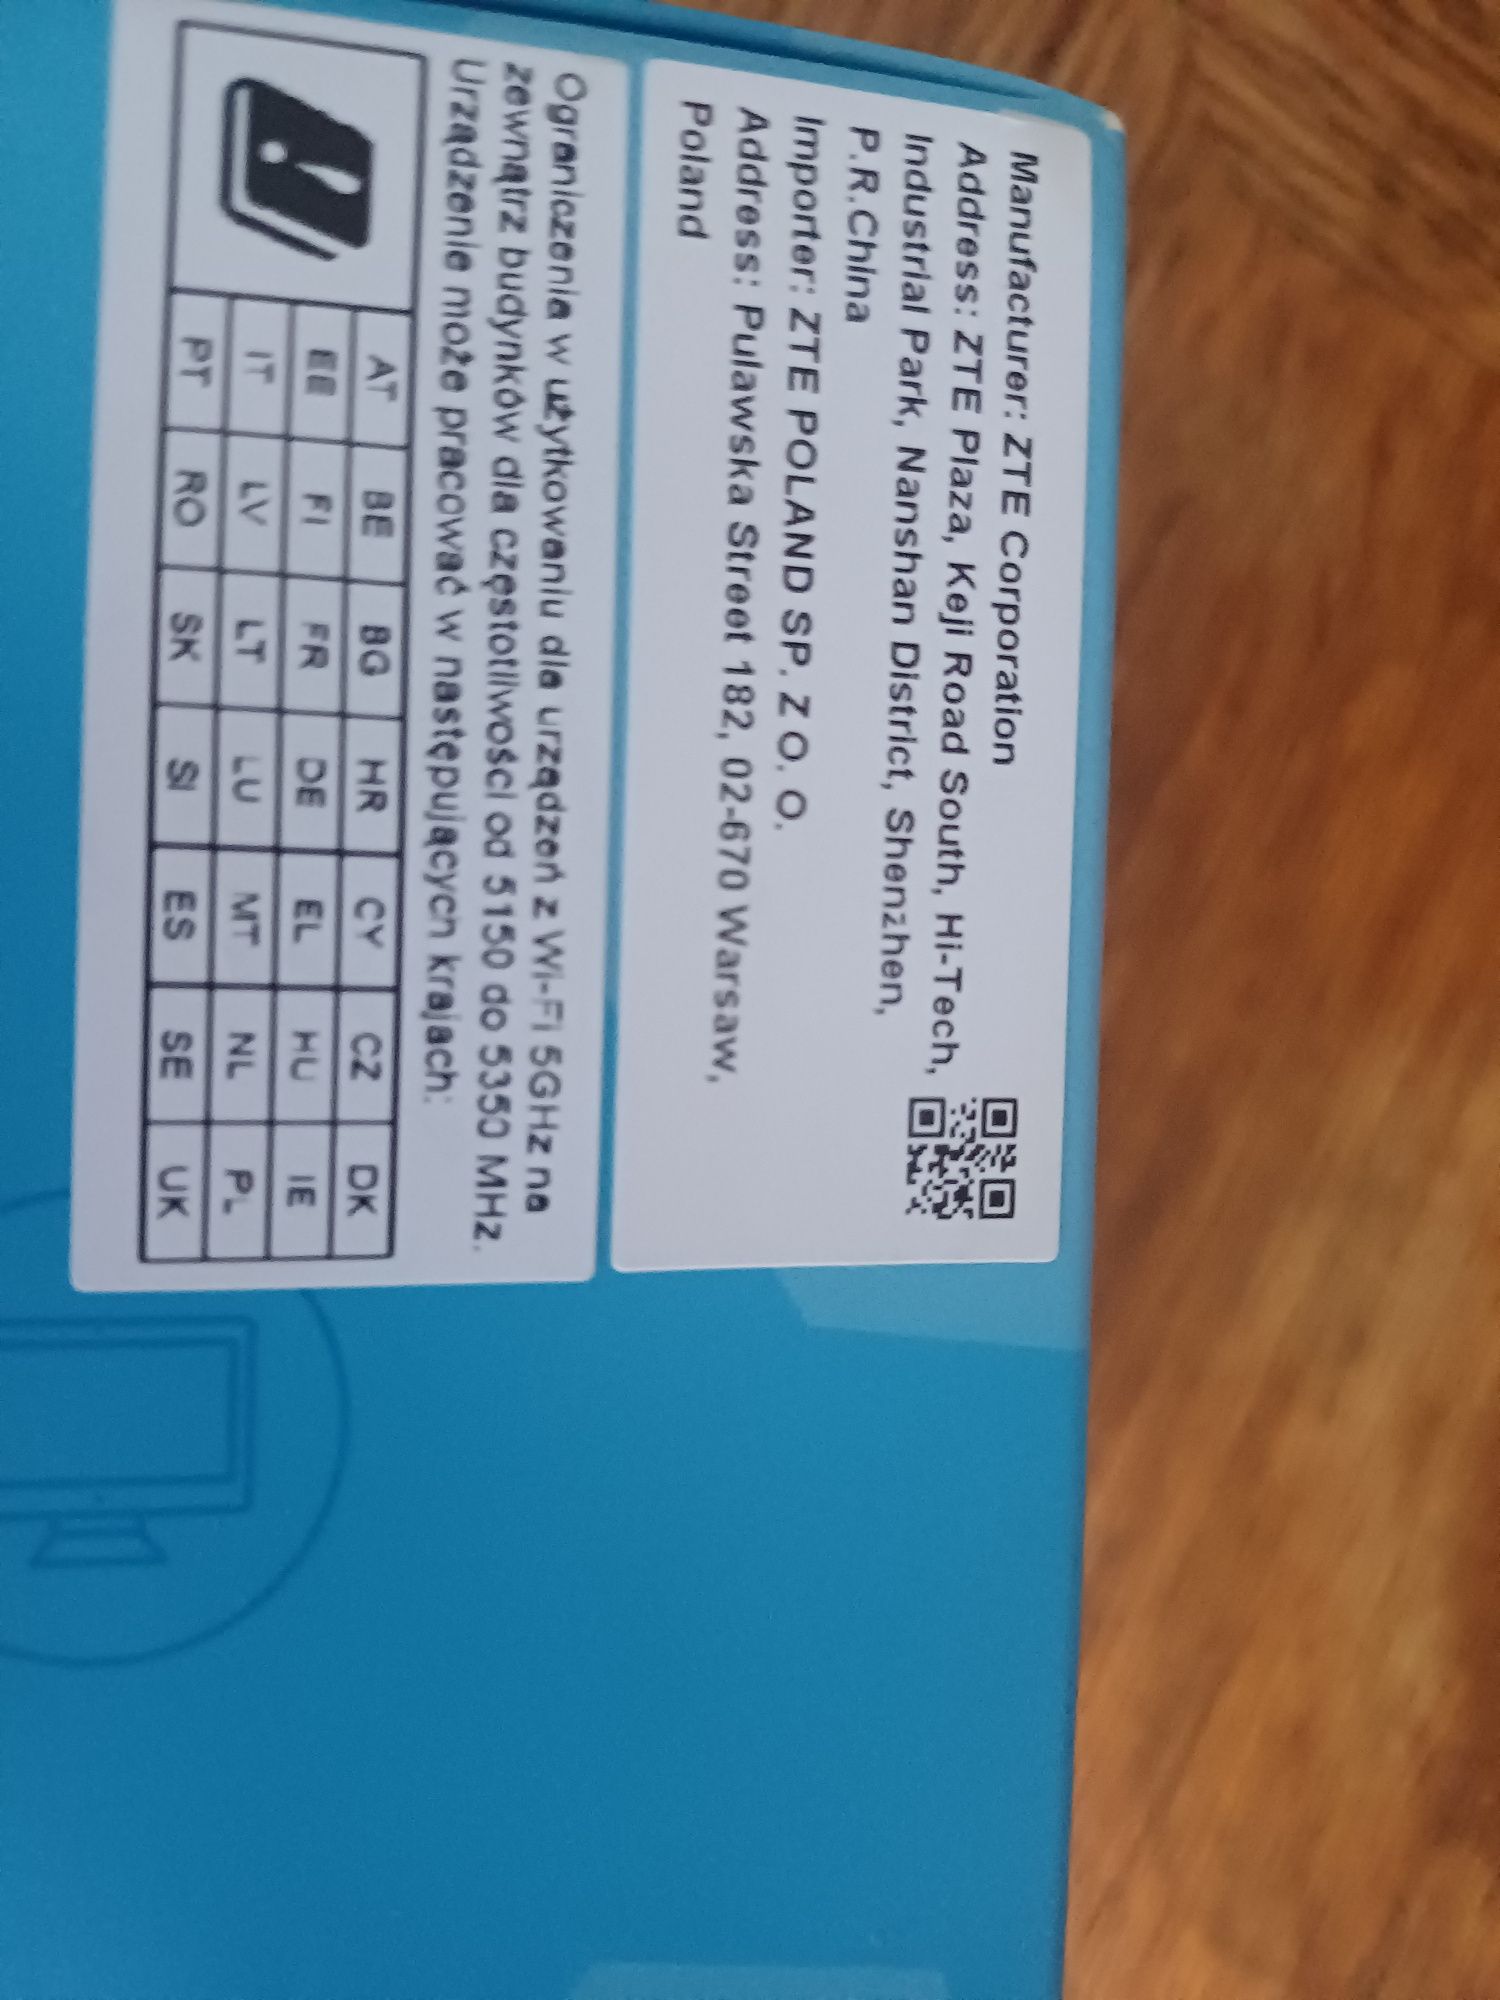 Manufacturer: ZTE Corporation
Address: ZTE Plaza, Keji Road South, Hi-Tech,
Industrial Park, Nanshan District, Shenzhen,
P.R.China
Importer: ZTE POLAND SP. Z O. O.
Address: Pulawska Street 182, 02-670 Warsaw,
Poland
Ograniczenia w użytkowaniu dla urządzeń z Wi-Fi 5GHz na
zewnątrz budynków dla częstotliwości od 5150 do 5350 MHz.
Urządzenie może pracować w następujących krajach:
AT BE BG HR CY CZ DK
EE FI FR DE EL HU IE
IT LV LT LU MT NL PL
PT RO SK SI ES SE UK